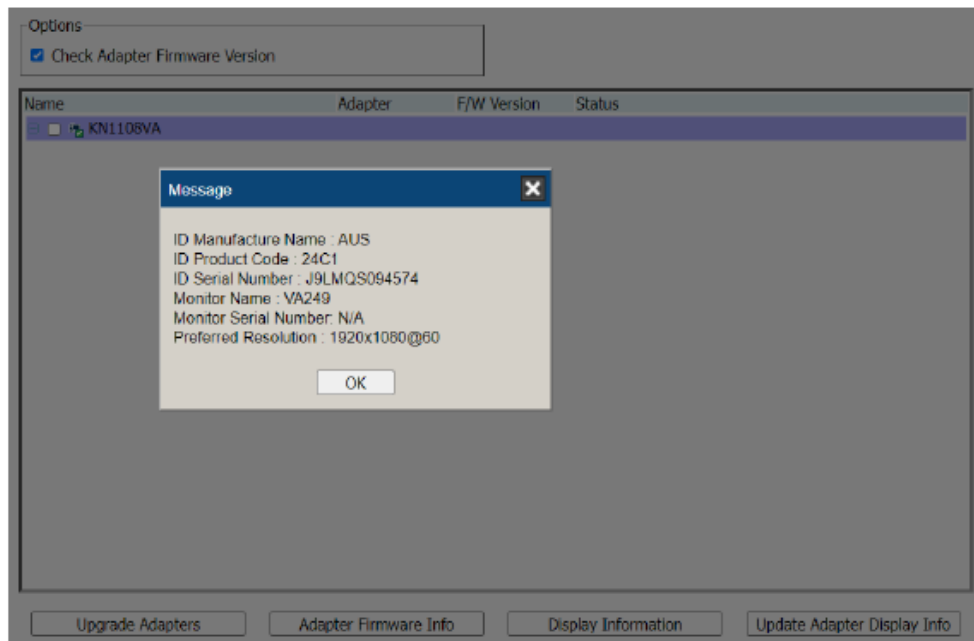 Options
Check Adapter Firmware Version
Name Adapter F/W Version Status
KN1108VA
Message
ID Manufacture Name : AUS
ID Product Code : 24C1
ID Serial Number : J9LMQS094574
Monitor Name : VA249
Monitor Serial Number: N/A
Preferred Resolution : 1920x1080@60
OK
Upgrade Adapters Adapter Firmware Info Display Information Update Adapter Display Info